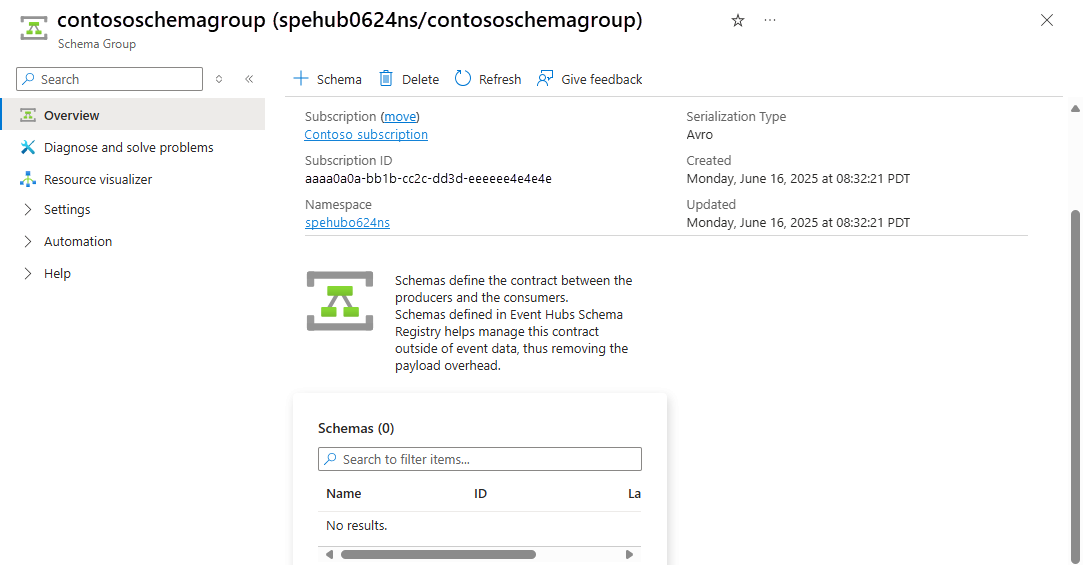 contososchemagroup (spehub0624ns/contososchemagroup)
Schema Group
Search
Overview
Diagnose and solve problems
Resource visualizer
Settings
Automation
Help
Schema
Delete
Refresh
Give feedback
Subscription (move)
Contoso subscription
Subscription ID
aaaa0a0a-bb1b-cc2c-dd3d-eeeeee4e4e4e
Namespace
spehubo624ns
Serialization Type
Avro
Created
Monday, June 16, 2025 at 08:32:21 PDT
Updated
Monday, June 16, 2025 at 08:32:21 PDT
Schemas define the contract between the
producers and the consumers.
Schemas defined in Event Hubs Schema
Registry helps manage this contract
outside of event data, thus removing the
payload overhead.
Schemas (0)
Search to filter items...
Name ID La
No results.